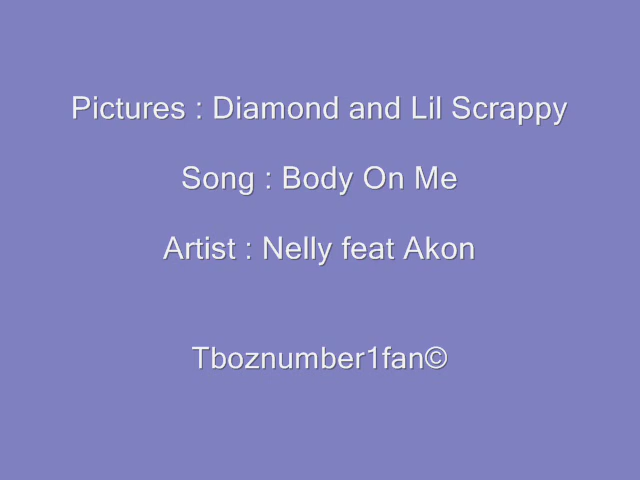 Pictures : Diamond and Lil Scrappy
Song : Body On Me
Artist : Nelly feat Akon
Tboznumber1fan©